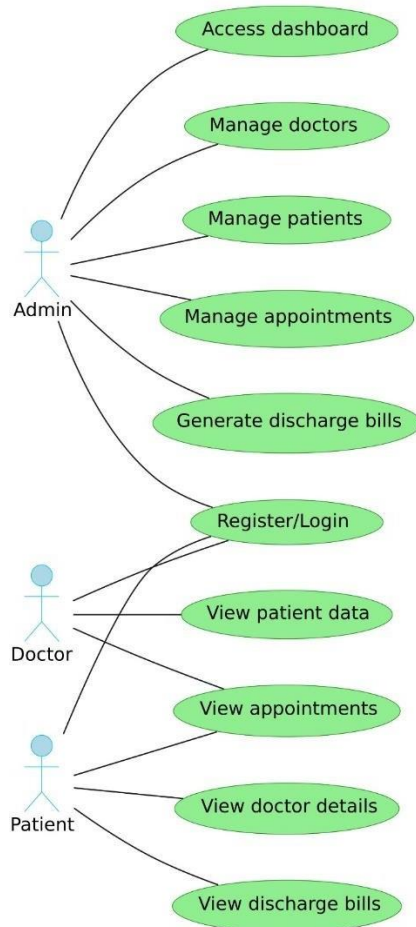 Access dashboard
Manage doctors
Manage patients
Admin
Manage appointments
Generate discharge bills
Register/Login
View patient data
Doctor
View appointments
View doctor details
Patient
View discharge bills